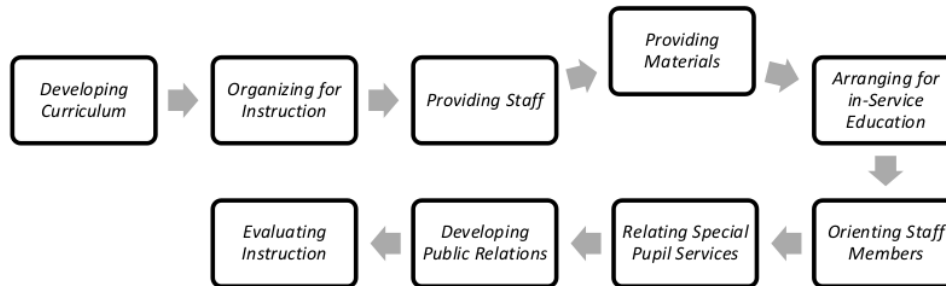 Developing
Curriculum
Organizing for
Instruction
Providing Staff
Providing
Materials
Arranging for
in-Service
Education
Orienting Staff
Members
Relating Special
Pupil Services
Developing
Public Relations
Evaluating
Instruction